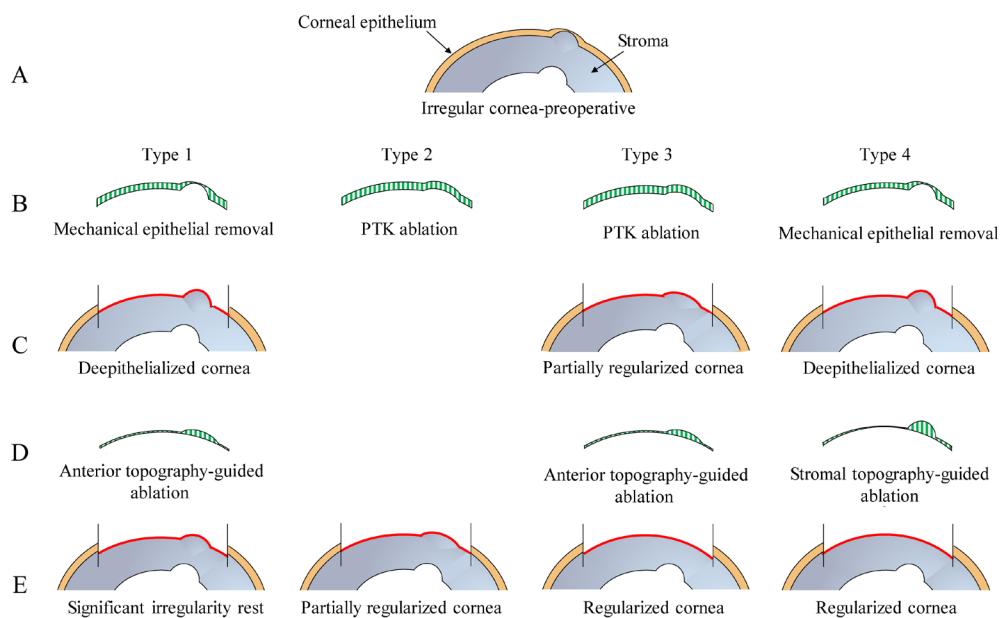 Corneal epithelium
Stroma
A
Irregular cornea-preoperative
Type 1
Type 2
Type 3
Type 4
B
Mechanical epithelial removal
PTK ablation
PTK ablation
Mechanical epithelial removal
C
Deepithelialized cornea
Partially regularized cornea
Deepithelialized cornea
D
Anterior topography-guided
ablation
Anterior topography-guided
ablation
Stromal topography-guided
ablation
E
Significant irregularity rest
Partially regularized cornea
Regularized cornea
Regularized cornea